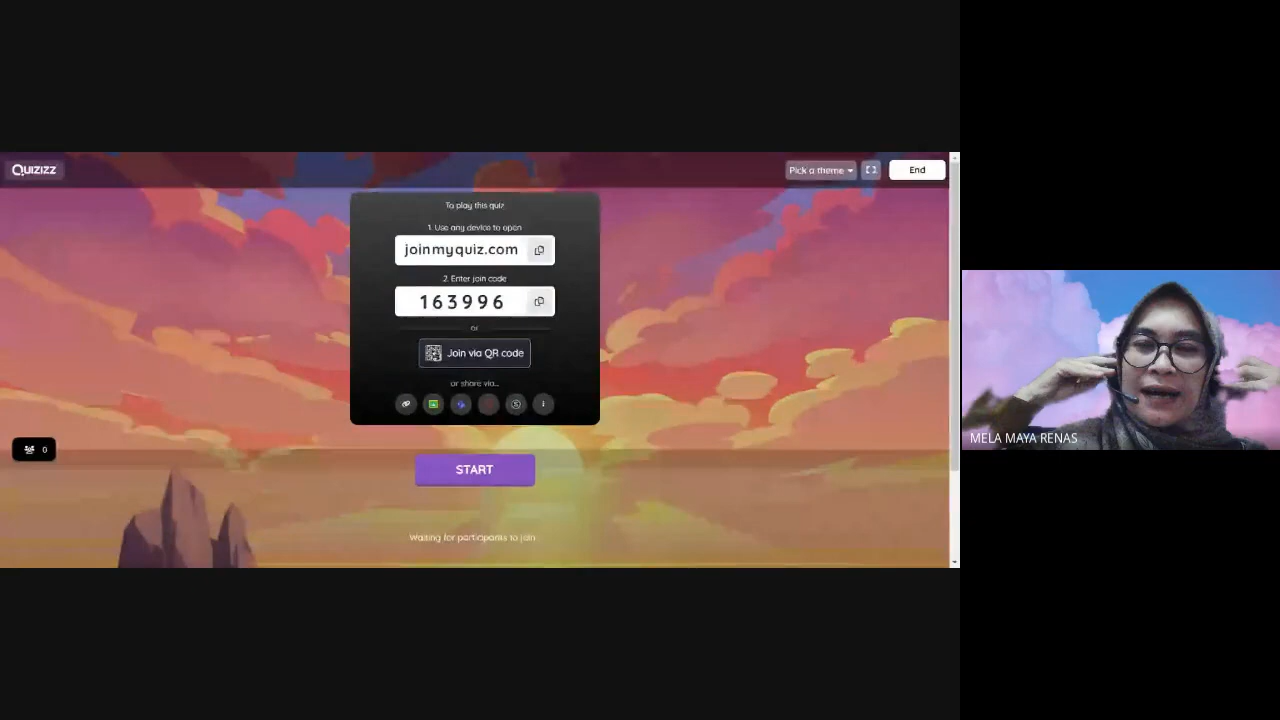 Quizizz
Pick a theme
End
To play this quiz
1. Use any device to open
joinmyquiz.com
2. Enter join code
163996
or
Join via QR code
or share via...
0
START
Waiting for participants to join
MELA MAYA RENAS